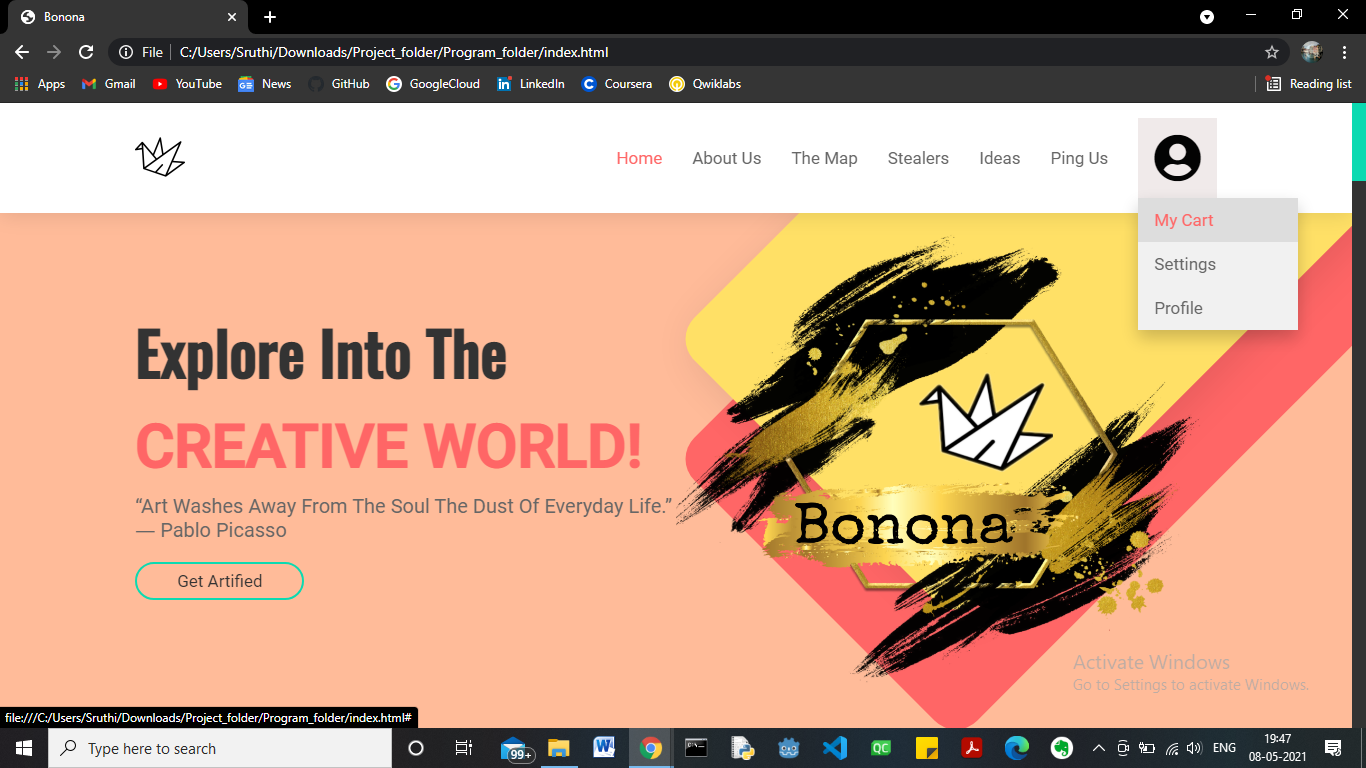 Bonona
File C:/Users/Sruthi/Downloads/Project_folder/Program_folder/index.html
Apps Gmail YouTube News GitHub GoogleCloud LinkedIn Coursera Qwiklabs Reading list
Home About Us The Map Stealers Ideas Ping Us
My Cart
Settings
Profile
Explore Into The
CREATIVE WORLD!
“Art Washes Away From The Soul The Dust Of Everyday Life.”
— Pablo Picasso
Get Artified
Bonona
Activate Windows
Go to Settings to activate Windows.
file:///C:/Users/Sruthi/Downloads/Project_folder/Program_folder/index.html#
Type here to search
99+
QC
ENG
19:47
08-05-2021